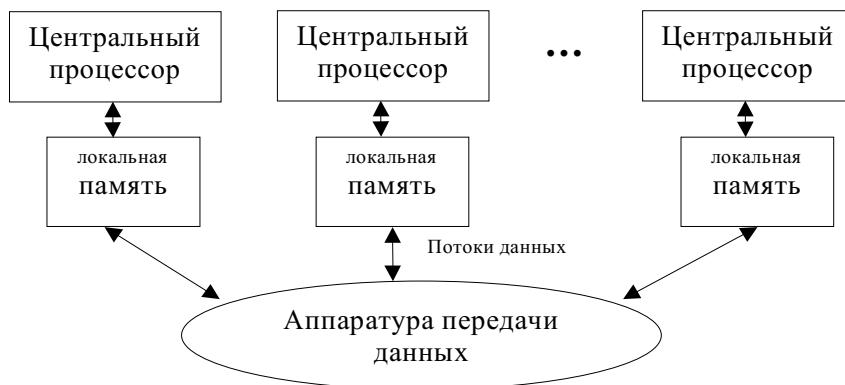 Центральный
процессор
Центральный
процессор
...
Центральный
процессор
локальная
память
локальная
память
локальная
память
Потоки данных
Аппаратура передачи
данных